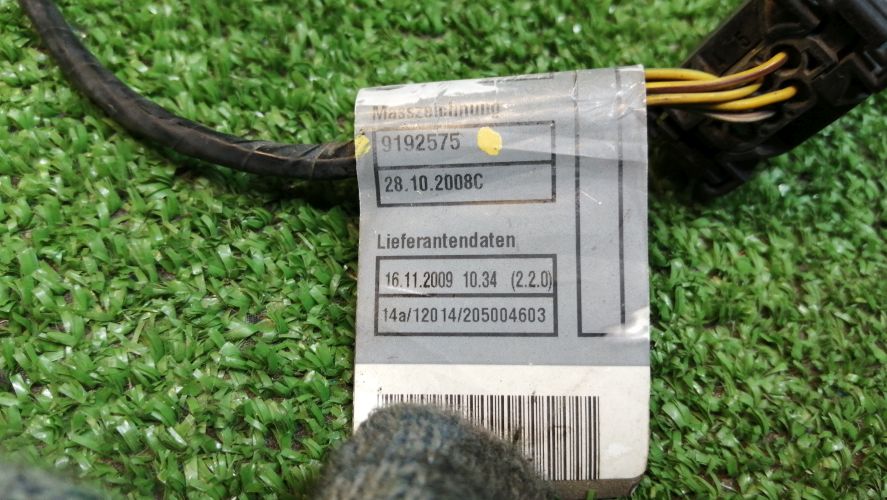 Masszeichnung
9192575
28.10.2008C
Lieferantendaten
16.11.2009 10.34 (2.2.0)
14a/12014/205004603